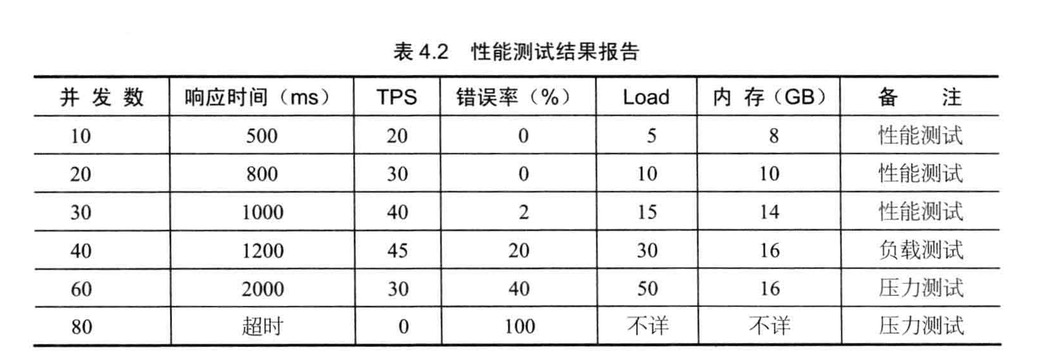 表 4.2 性能测试结果报告
并发数 响应时间（ms） TPS 错误率（%） Load 内存（GB） 备注
10 500 20 0 5 8 性能测试
20 800 30 0 10 10 性能测试
30 1000 40 2 15 14 性能测试
40 1200 45 20 30 16 负载测试
60 2000 30 40 50 16 压力测试
80 超时 0 100 不详 不详 压力测试